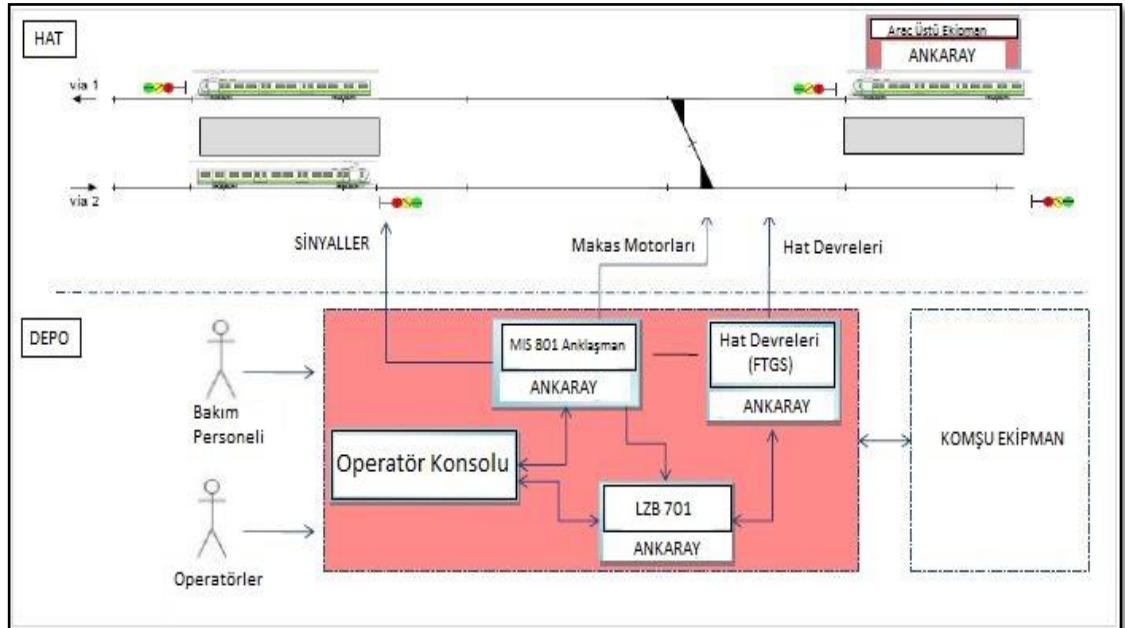 HAT
Araç Üstü Ekipman
ANKARAY
via 1
via 2
SİNYALLER
Makas Motorları
Hat Devreleri
DEPO
MIS 801 Anklaşman
ANKARAY
Hat Devreleri
(FTGS)
ANKARAY
Bakım
Personeli
Operatör Konsolu
KOMŞU EKİPMAN
LZB 701
ANKARAY
Operatörler